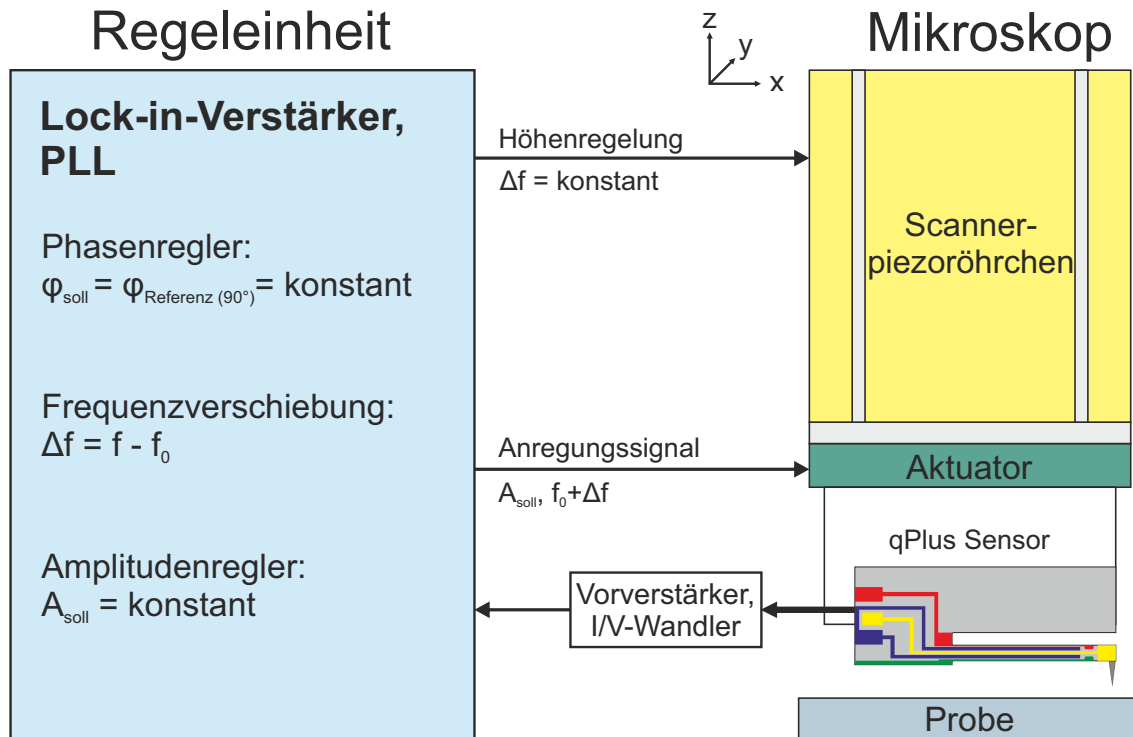 Regeleinheit
Mikroskop
z
y
x
Lock-in-Verstärker,
PLL
Phasenregler:
φsoll = φReferenz (90°)= konstant
Frequenzverschiebung:
Δf = f - f0
Amplitudenregler:
Asoll = konstant
Höhenregelung
Δf = konstant
Anregungssignal
Asoll, f0+Δf
Vorverstärker,
I/V-Wandler
Scanner-
piezoröhrchen
Aktuator
qPlus Sensor
Probe